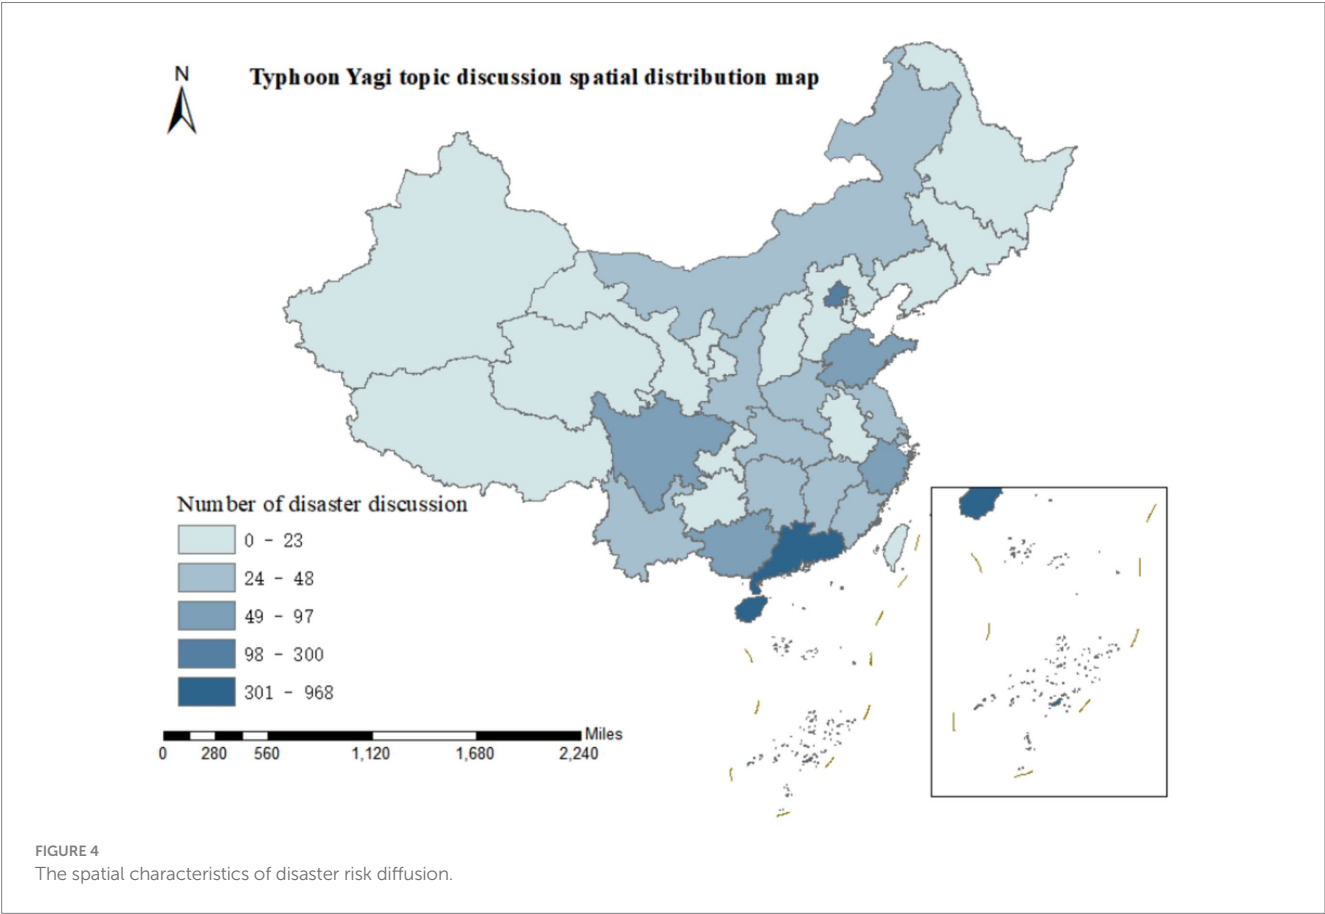 N
Typhoon Yagi topic discussion spatial distribution map
Number of disaster discussion
0 - 23
24 - 48
49 - 97
98 - 300
301 - 968
Miles
0 280 560 1,120 1,680 2,240
FIGURE 4
The spatial characteristics of disaster risk diffusion.